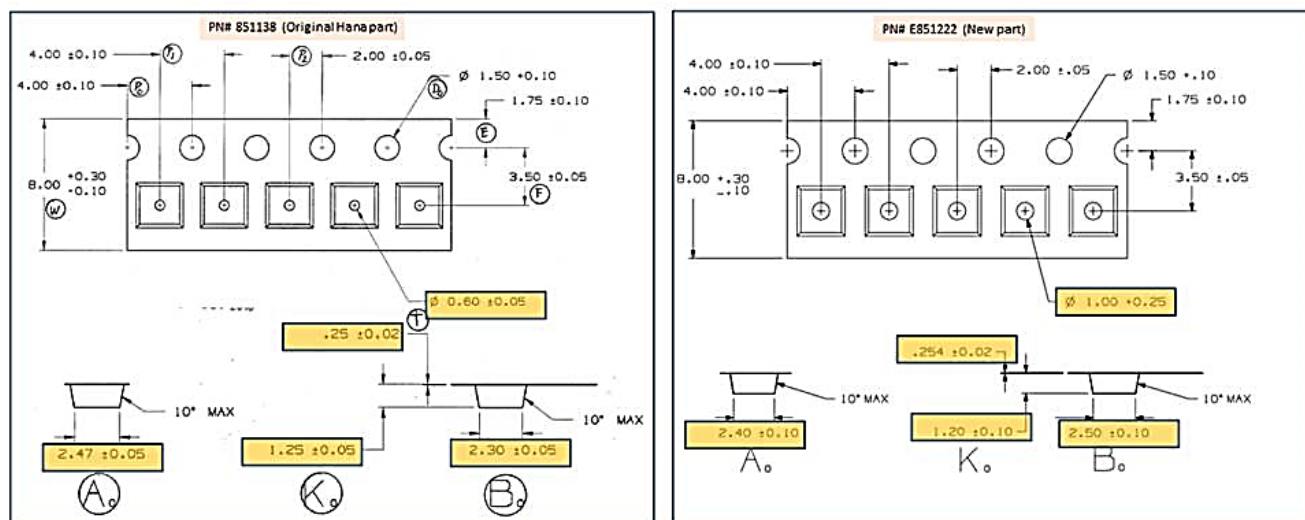 PN# 851138 (Original Hana part)
4.00 ±0.10 P₁ P₂ 2.00 ±0.05
4.00 ±0.10 P₀ Ø 1.50 +0.10
D₀
1.75 ±0.10
E
8.00 +0.30 -0.10
W
3.50 ±0.05
F
Ø 0.60 ±0.05
T
.25 ±0.02
10° MAX
10° MAX
2.47 ±0.05
1.25 ±0.05
2.30 ±0.05
A₀ K₀ B₀
PN# E851222 (New part)
4.00 ±0.10 2.00 ±.05 Ø 1.50 +.10
4.00 ±0.10
1.75 ±0.10
8.00 +.30 -.10
3.50 ±.05
Ø 1.00 +0.25
.254 ±0.02
10° MAX
10° MAX
2.40 ±0.10
1.20 ±0.10
2.50 ±0.10
A₀ K₀ B₀